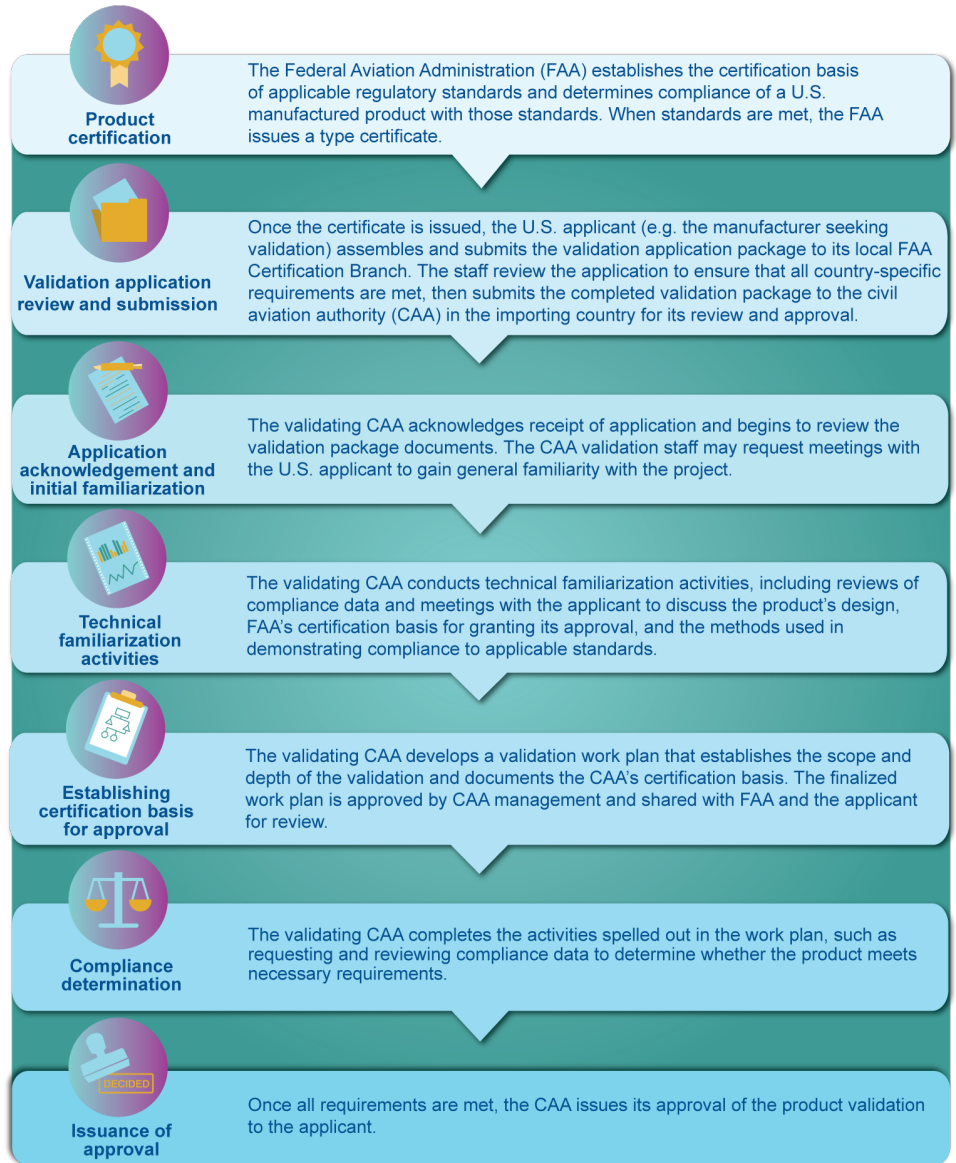 Product
certification
The Federal Aviation Administration (FAA) establishes the certification basis
of applicable regulatory standards and determines compliance of a U.S.
manufactured product with those standards. When standards are met, the FAA
issues a type certificate.
Validation application
review and submission
Once the certificate is issued, the U.S. applicant (e.g. the manufacturer seeking
validation) assembles and submits the validation application package to its local FAA
Certification Branch. The staff review the application to ensure that all country-specific
requirements are met, then submits the completed validation package to the civil
aviation authority (CAA) in the importing country for its review and approval.
Application
acknowledgement and
initial familiarization
The validating CAA acknowledges receipt of application and begins to review the
validation package documents. The CAA validation staff may request meetings with
the U.S. applicant to gain general familiarity with the project.
Technical
familiarization
activities
The validating CAA conducts technical familiarization activities, including reviews of
compliance data and meetings with the applicant to discuss the product's design,
FAA's certification basis for granting its approval, and the methods used in
demonstrating compliance to applicable standards.
Establishing
certification basis
for approval
The validating CAA develops a validation work plan that establishes the scope and
depth of the validation and documents the CAA's certification basis. The finalized
work plan is approved by CAA management and shared with FAA and the applicant
for review.
Compliance
determination
The validating CAA completes the activities spelled out in the work plan, such as
requesting and reviewing compliance data to determine whether the product meets
necessary requirements.
DECIDED
Issuance of
approval
Once all requirements are met, the CAA issues its approval of the product validation
to the applicant.